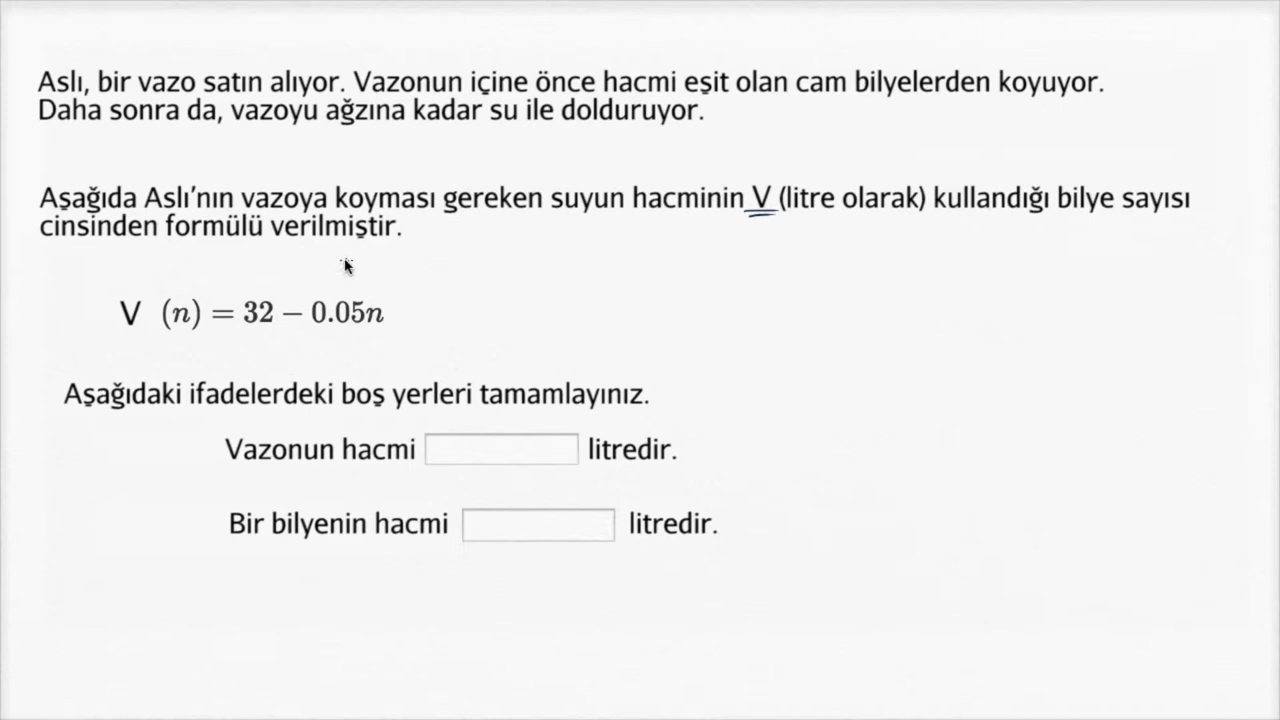 Aslı, bir vazo satın alıyor. Vazonun içine önce hacmi eşit olan cam bilyelerden koyuyor.
Daha sonra da, vazoyu ağzına kadar su ile dolduruyor.
Aşağıda Aslı'nın vazoya koyması gereken suyun hacminin V (litre olarak) kullandığı bilye sayısı
cinsinden formülü verilmiştir.
V (n) = 32 – 0.05n
Aşağıdaki ifadelerdeki boş yerleri tamamlayınız.
Vazonun hacmi litredir.
Bir bilyenin hacmi litredir.